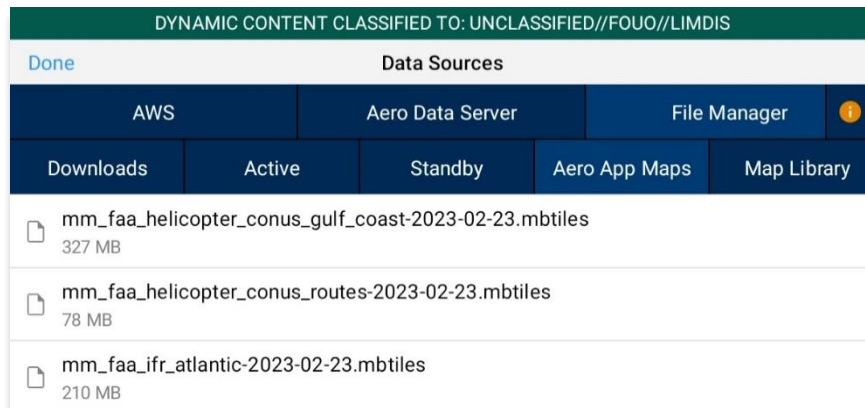 DYNAMIC CONTENT CLASSIFIED TO: UNCLASSIFIED//FOUO//LIMDIS
Done Data Sources
AWS Aero Data Server File Manager i
Downloads Active Standby Aero App Maps Map Library
mm_faa_helicopter_conus_gulf_coast-2023-02-23.mbtiles
327 MB
mm_faa_helicopter_conus_routes-2023-02-23.mbtiles
78 MB
mm_faa_ifr_atlantic-2023-02-23.mbtiles
210 MB